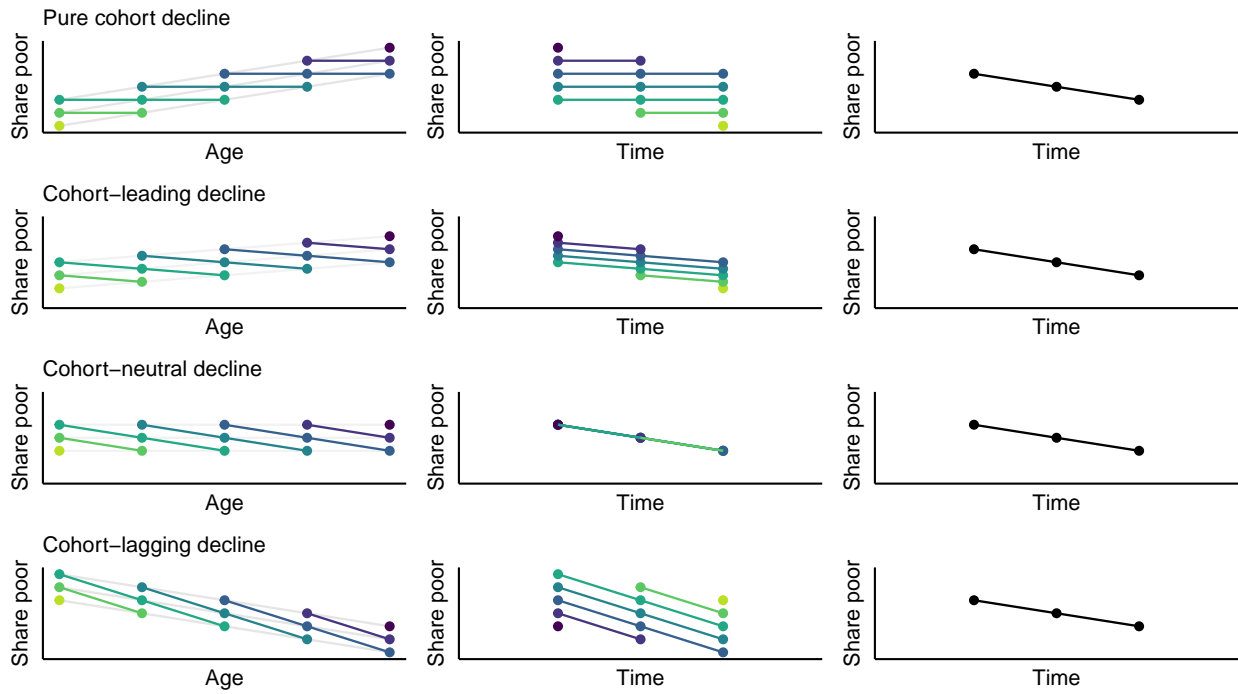 Pure cohort decline
Share poor
Age
Share poor
Time
Share poor
Time
Cohort−leading decline
Share poor
Age
Share poor
Time
Share poor
Time
Cohort−neutral decline
Share poor
Age
Share poor
Time
Share poor
Time
Cohort−lagging decline
Share poor
Age
Share poor
Time
Share poor
Time